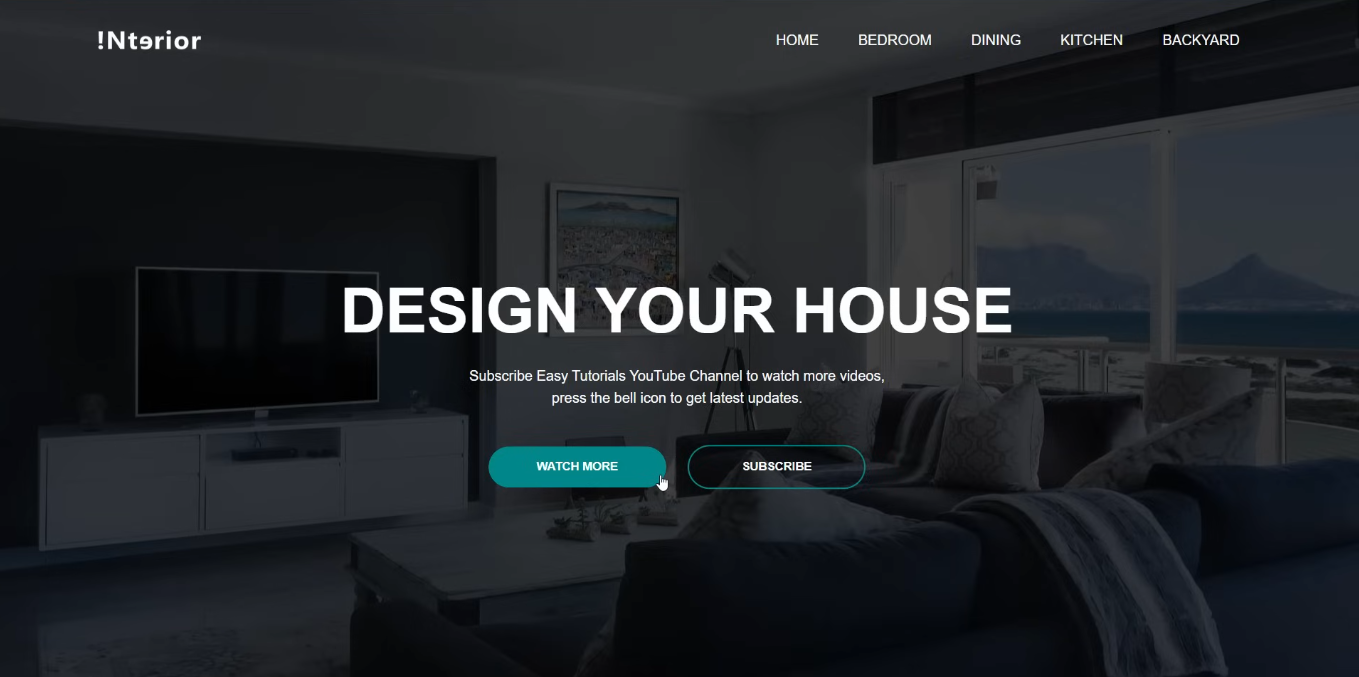 !Ntɘrior
HOME BEDROOM DINING KITCHEN BACKYARD
DESIGN YOUR HOUSE
Subscribe Easy Tutorials YouTube Channel to watch more videos,
press the bell icon to get latest updates.
WATCH MORE SUBSCRIBE